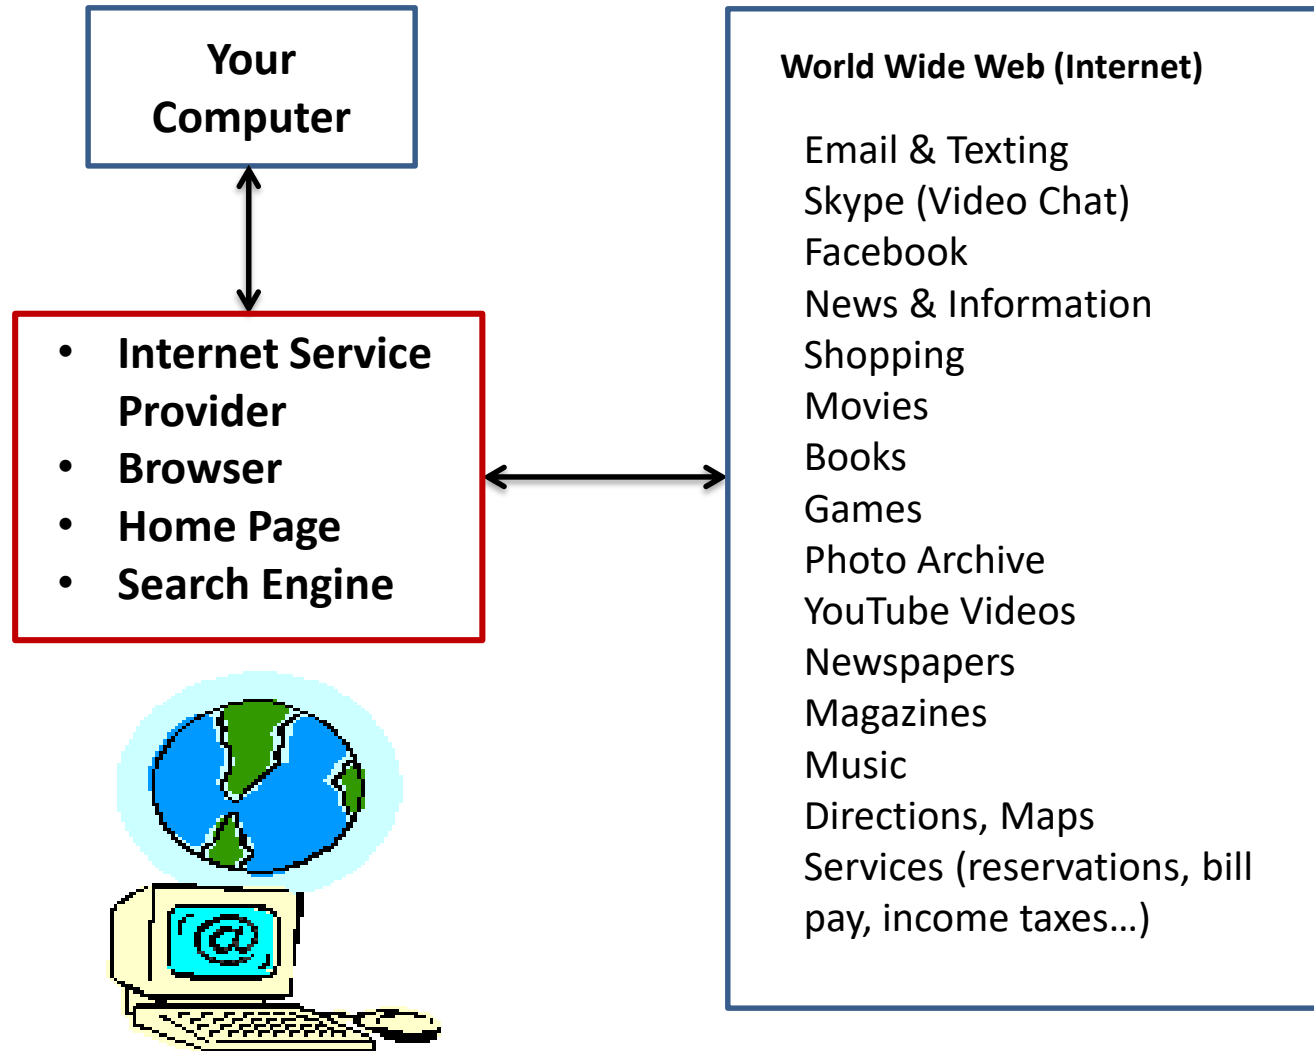 Your
Computer
• Internet Service
Provider
• Browser
• Home Page
• Search Engine
World Wide Web (Internet)
Email & Texting
Skype (Video Chat)
Facebook
News & Information
Shopping
Movies
Books
Games
Photo Archive
YouTube Videos
Newspapers
Magazines
Music
Directions, Maps
Services (reservations, bill
pay, income taxes…)
@